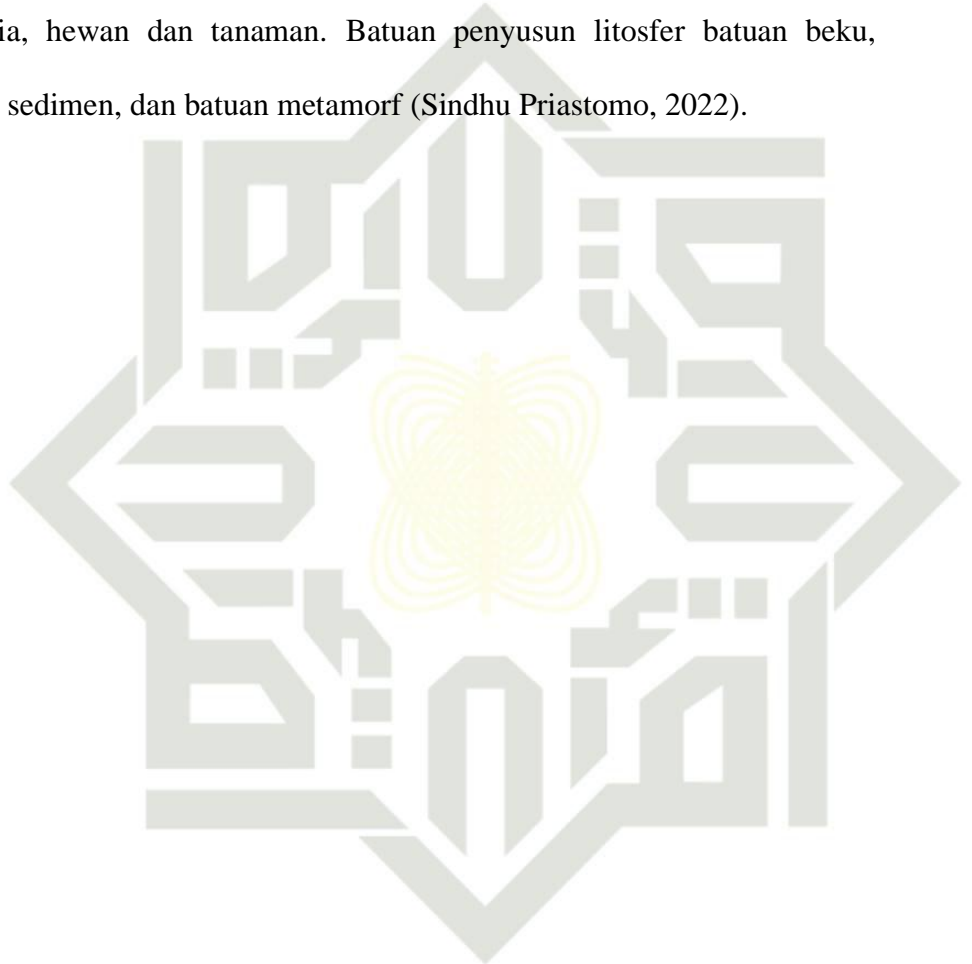 ia, hewan dan tanaman. Batuan penyusun litosfer batuan beku,
sedimen, dan batuan metamorf (Sindhu Priastomo, 2022).